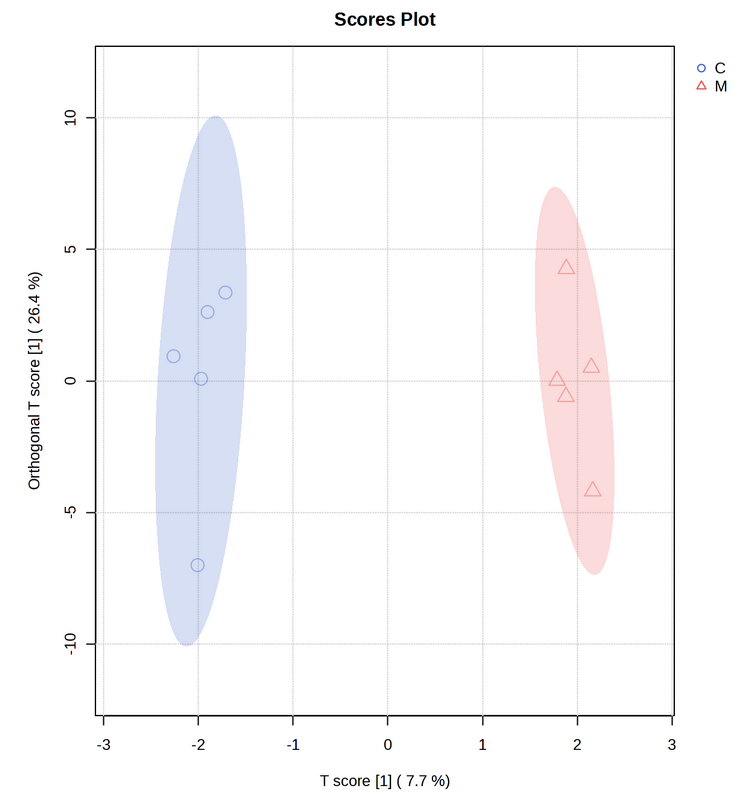 Scores Plot
C
M
10
5
0
-5
-10
Orthogonal T score [1] ( 26.4 %)
-3 -2 -1 0 1 2 3
T score [1] ( 7.7 %)